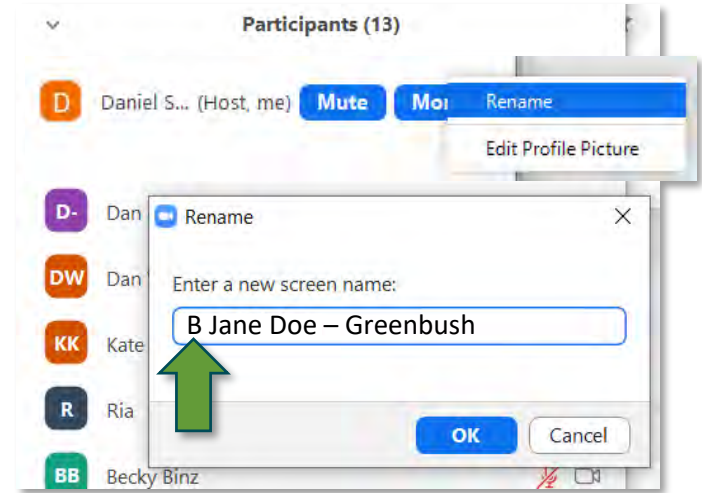 Participants (13)
D Daniel S... (Host, me) Mute
Rename
Edit Profile Picture
D- Dan
Rename
DW Dan
Enter a new screen name:
B Jane Doe – Greenbush
KK Kate
R Ria
OK Cancel
BB Becky Binz